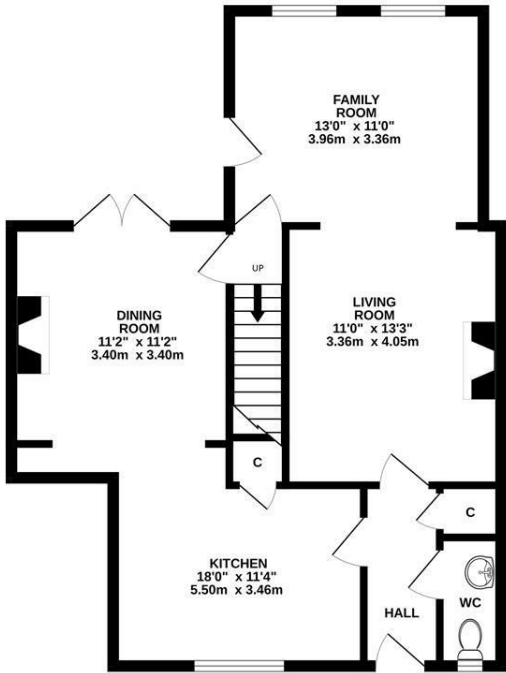 FAMILY
ROOM
13'0" x 11'0"
3.96m x 3.36m
UP
DINING
ROOM
11'2" x 11'2"
3.40m x 3.40m
LIVING
ROOM
11'0" x 13'3"
3.36m x 4.05m
C
C
KITCHEN
18'0" x 11'4"
5.50m x 3.46m
HALL
WC